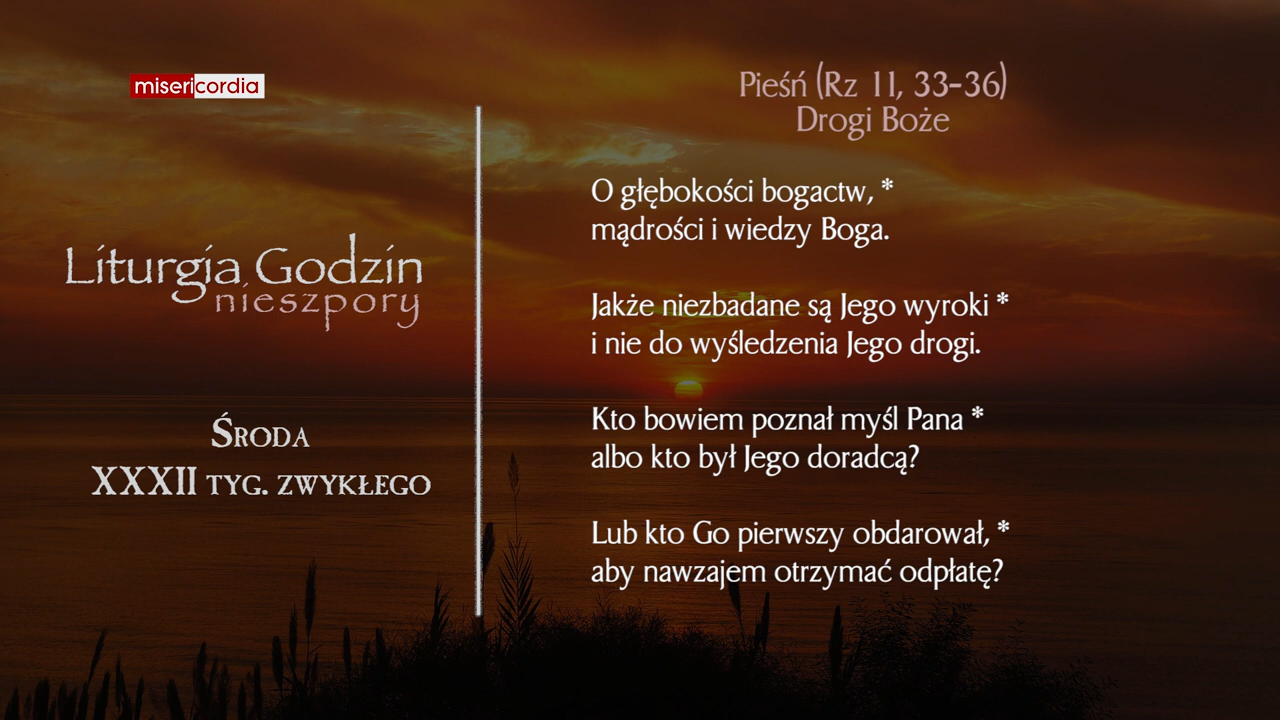 misericordia
Liturgia Godzin
nieszpory
Środa
XXXII tyg. zwykłego
Pieśń (Rz 11, 33-36)
Drogi Boże
O głębokości bogactw, *
mądrości i wiedzy Boga.
Jakże niezbadane są Jego wyroki *
i nie do wyśledzenia Jego drogi.
Kto bowiem poznał myśl Pana *
albo kto był Jego doradcą?
Lub kto Go pierwszy obdarował, *
aby nawzajem otrzymać odpłatę?